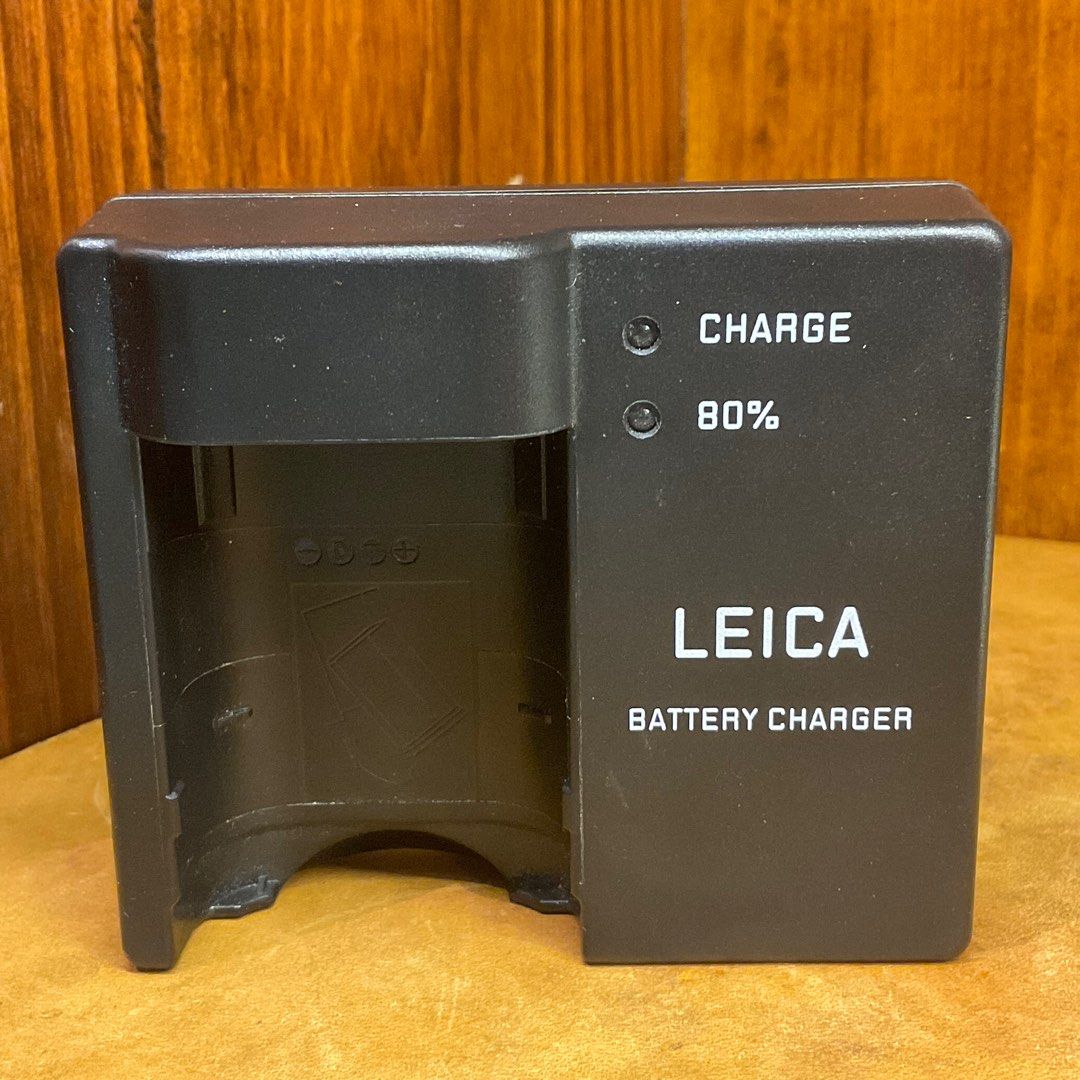 CHARGE
80%
LEICA
BATTERY CHARGER